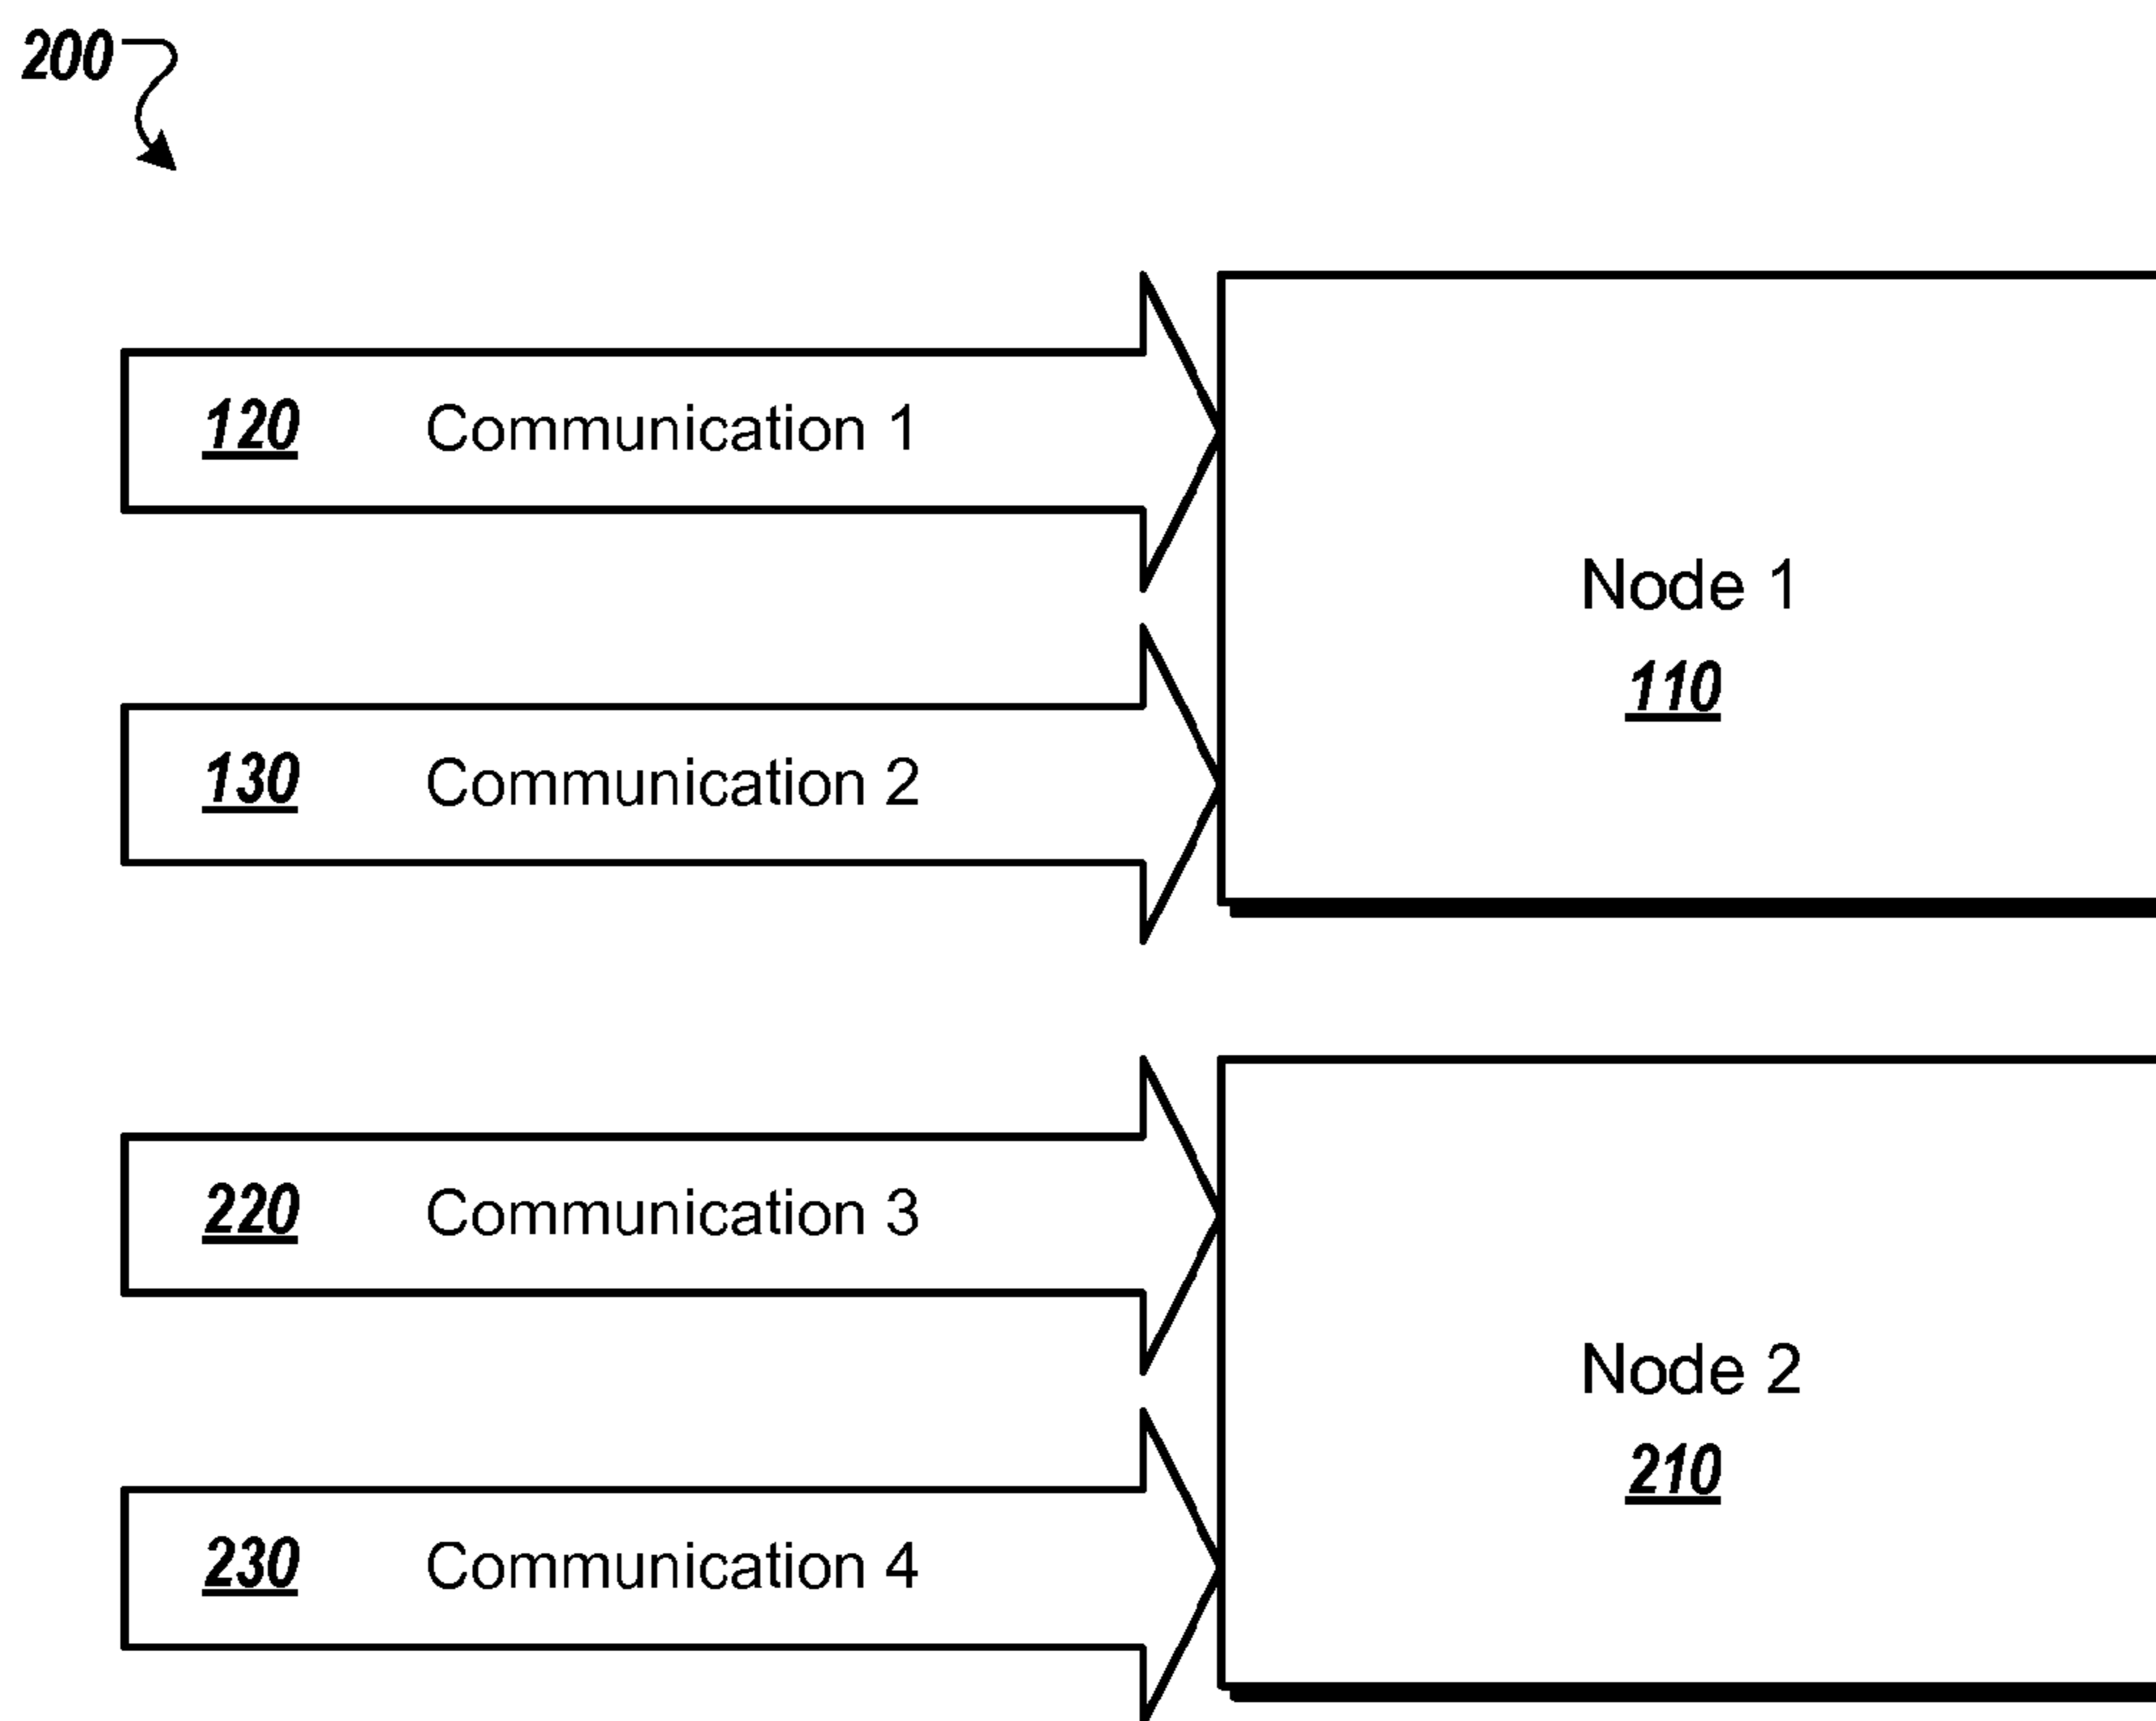 200
120 Communication 1
Node 1
110
130 Communication 2
220 Communication 3
Node 2
210
230 Communication 4